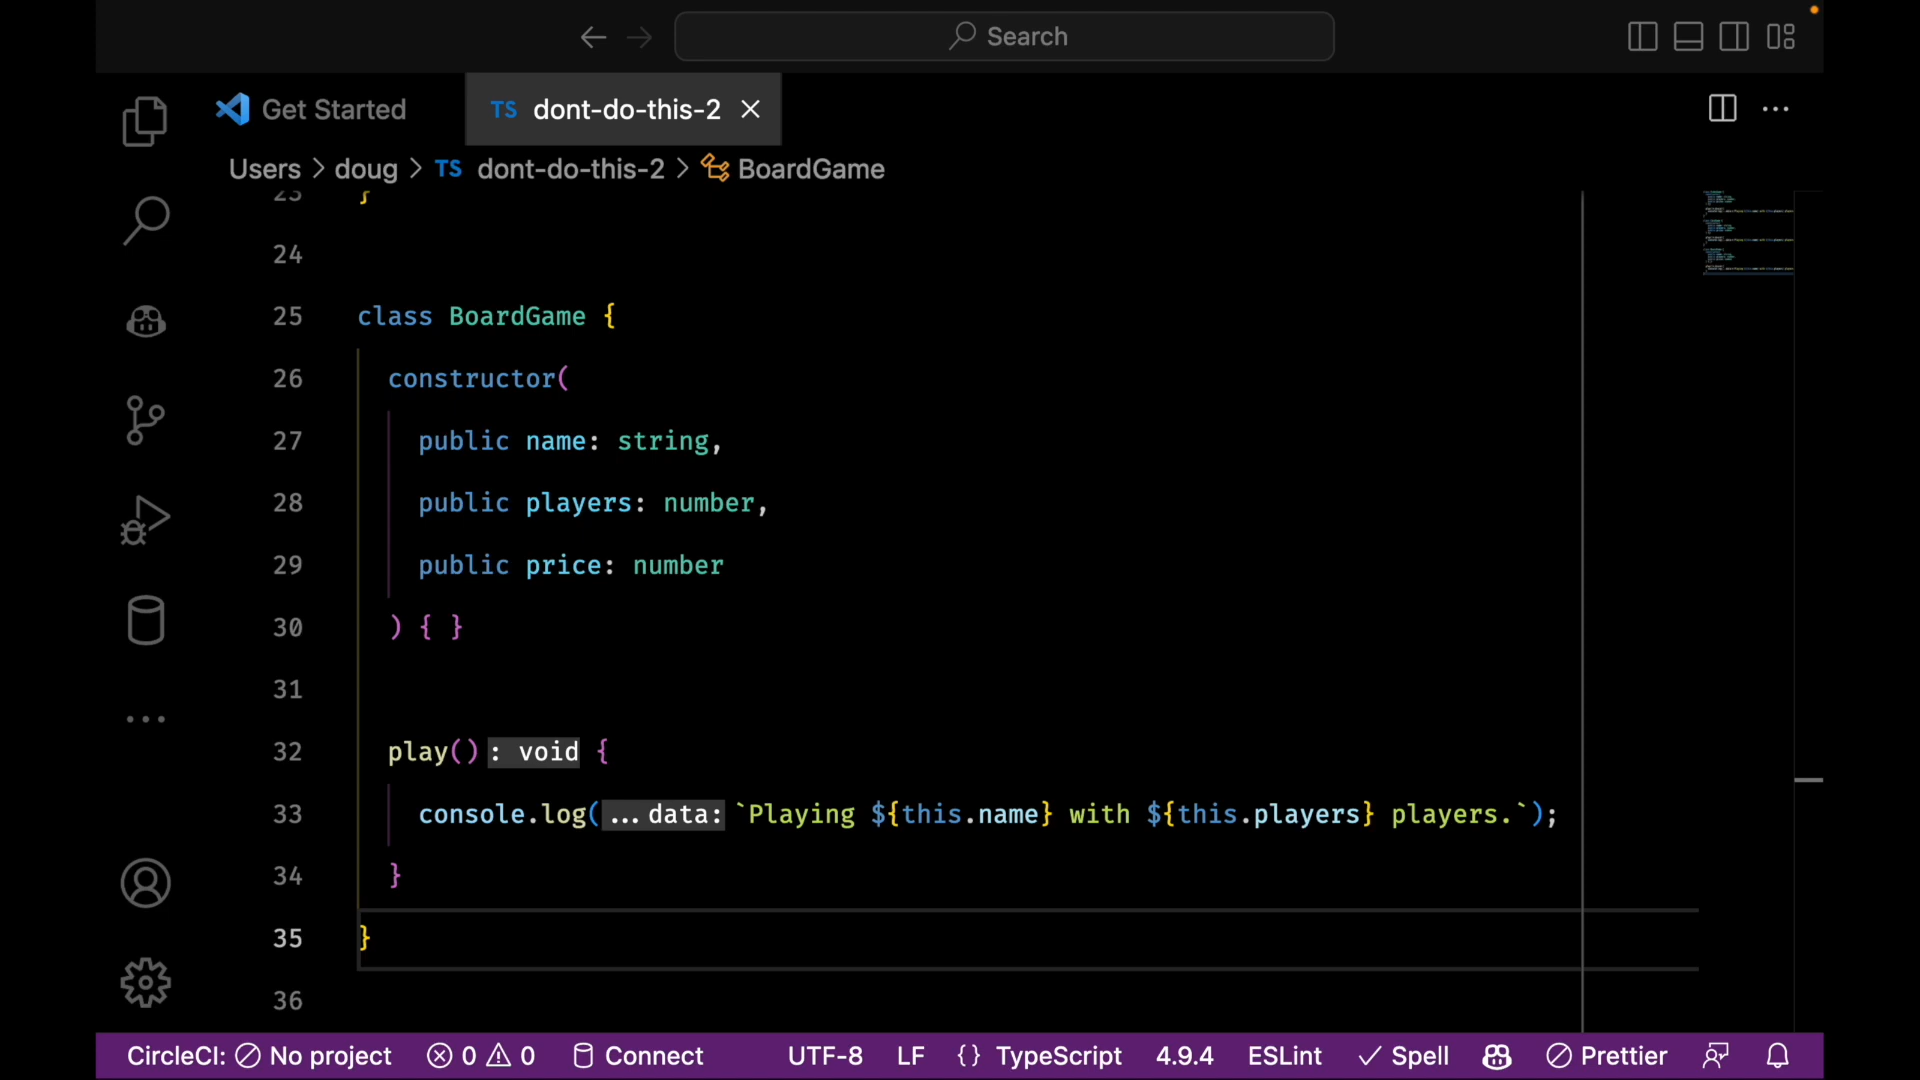 Search
Get Started
TS dont-do-this-2
Users > doug > TS dont-do-this-2 > BoardGame
23 }
24
25 class BoardGame {
26 constructor(
27 public name: string,
28 public players: number,
29 public price: number
30 ) { }
31
32 play(): void {
33 console.log(...data: `Playing ${this.name} with ${this.players} players.`);
34 }
35 }
36
CircleCI: No project 0 0 Connect UTF-8 LF {} TypeScript 4.9.4 ESLint Spell Prettier